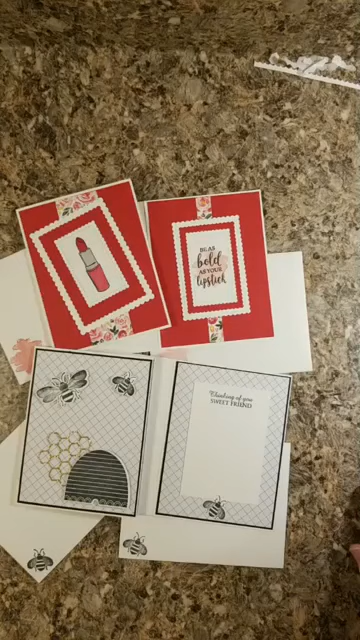 BE AS
bold
AS YOUR
lipstick
Thinking of you
SWEET FRIEND